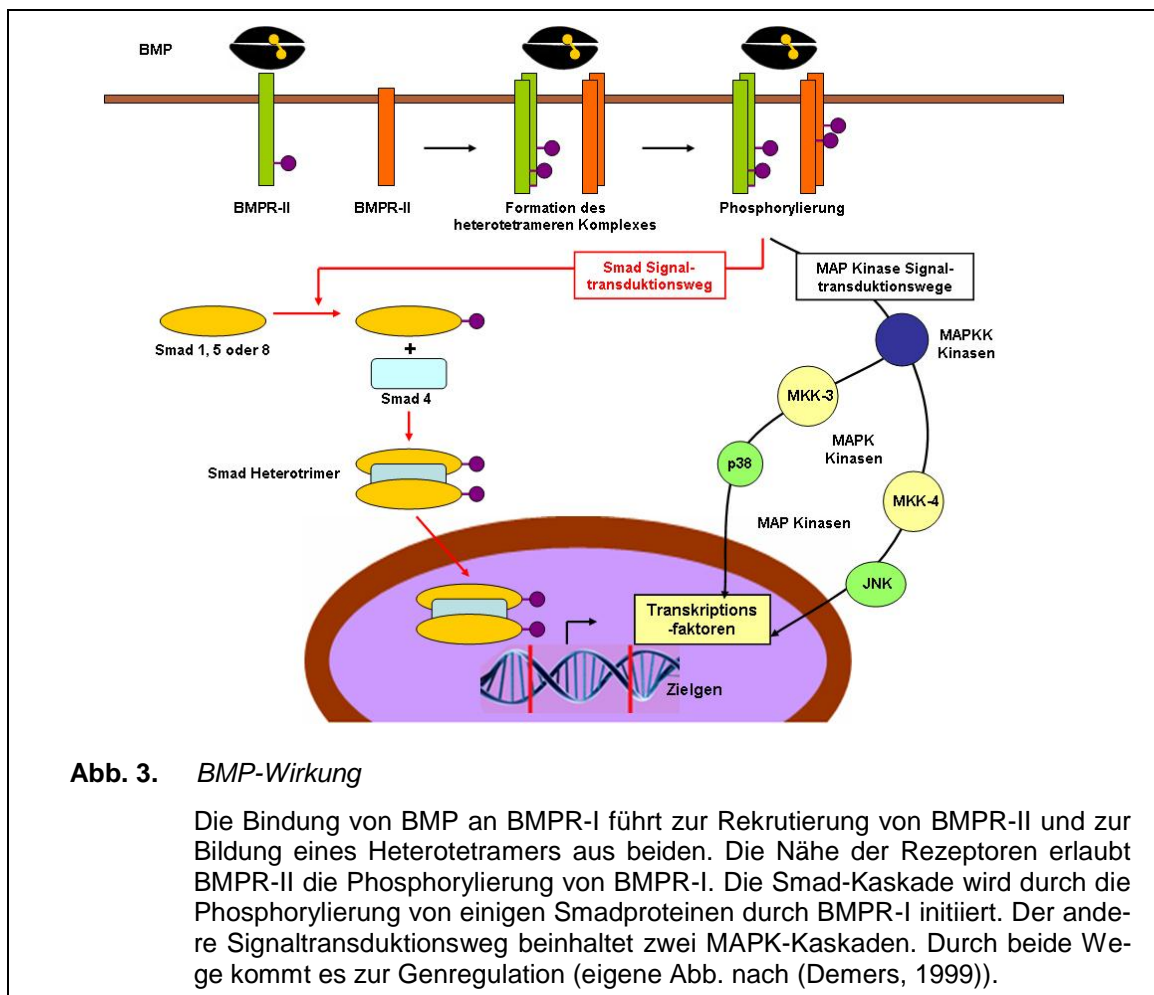 BMP
BMPR-II
BMPR-II
Formation des
heterotetrameren Komplexes
Phosphorylierung
Smad Signal-
transduktionsweg
MAP Kinase Signal-
transduktionswege
Smad 1, 5 oder 8
+
Smad 4
MAPKK
Kinasen
MKK-3
MAPK
Kinasen
p38
Smad Heterotrimer
MKK-4
MAP Kinasen
JNK
Transkriptions
-faktoren
Zielgen
Abb. 3. BMP-Wirkung
Die Bindung von BMP an BMPR-I führt zur Rekrutierung von BMPR-II und zur
Bildung eines Heterotetramers aus beiden. Die Nähe der Rezeptoren erlaubt
BMPR-II die Phosphorylierung von BMPR-I. Die Smad-Kaskade wird durch die
Phosphorylierung von einigen Smadproteinen durch BMPR-I initiiert. Der ande-
re Signaltransduktionsweg beinhaltet zwei MAPK-Kaskaden. Durch beide We-
ge kommt es zur Genregulation (eigene Abb. nach (Demers, 1999)).